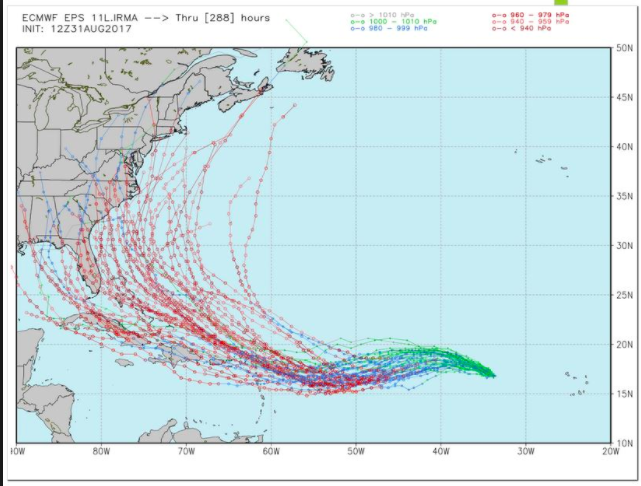 ECMWF EPS 11L.IRMA --> Thru [288] hours
INIT: 12Z31AUG2017
o-o > 1010 hPa
o-o 1000 - 1010 hPa
o-o 980 - 999 hPa
o-o 960 - 979 hPa
o-o 940 - 959 hPa
o-o < 940 hPa
50N
40N
35N
30N
25N
20N
15N
10N
80W
70W
60W
50W
40W
30W
20W